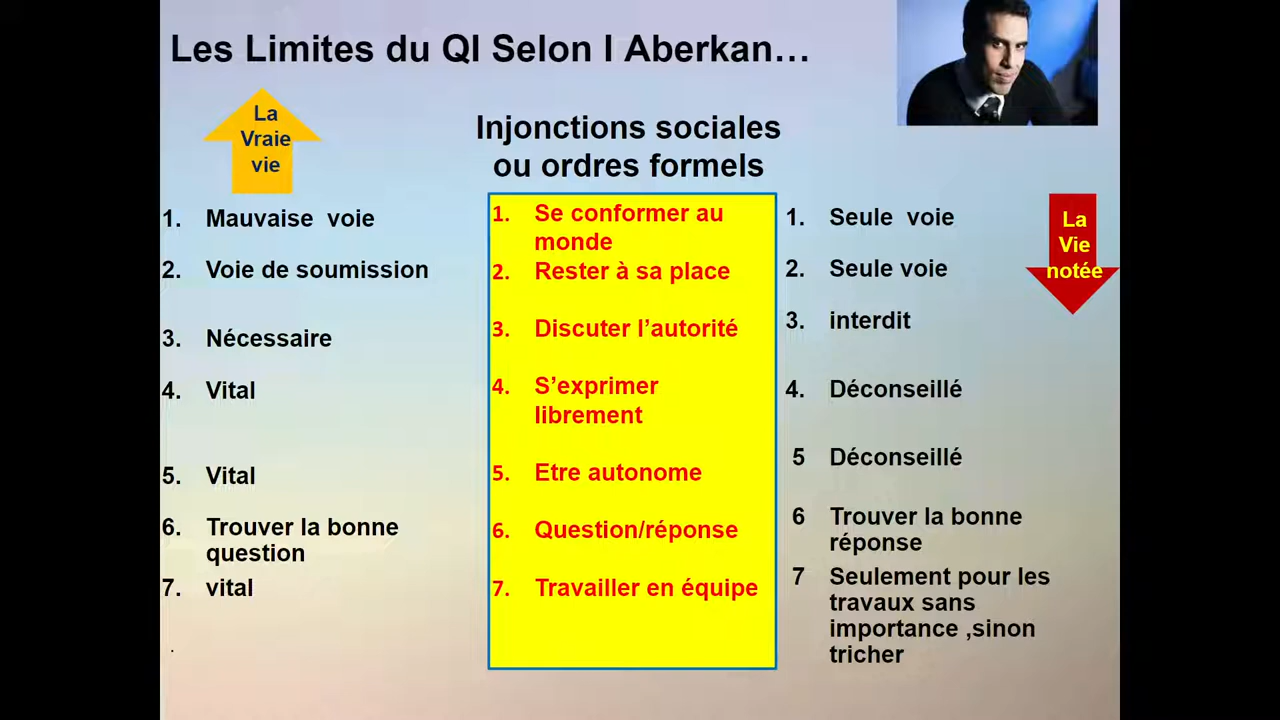 Les Limites du QI Selon I Aberkan…
La
Vraie
vie
Injonctions sociales
ou ordres formels
1. Mauvaise voie
2. Voie de soumission
3. Nécessaire
4. Vital
5. Vital
6. Trouver la bonne
question
7. vital
.
1. Se conformer au
monde
2. Rester à sa place
3. Discuter l’autorité
4. S’exprimer
librement
5. Etre autonome
6. Question/réponse
7. Travailler en équipe
1. Seule voie
2. Seule voie
3. interdit
4. Déconseillé
5 Déconseillé
6 Trouver la bonne
réponse
7 Seulement pour les
travaux sans
importance ,sinon
tricher
La
Vie
notée